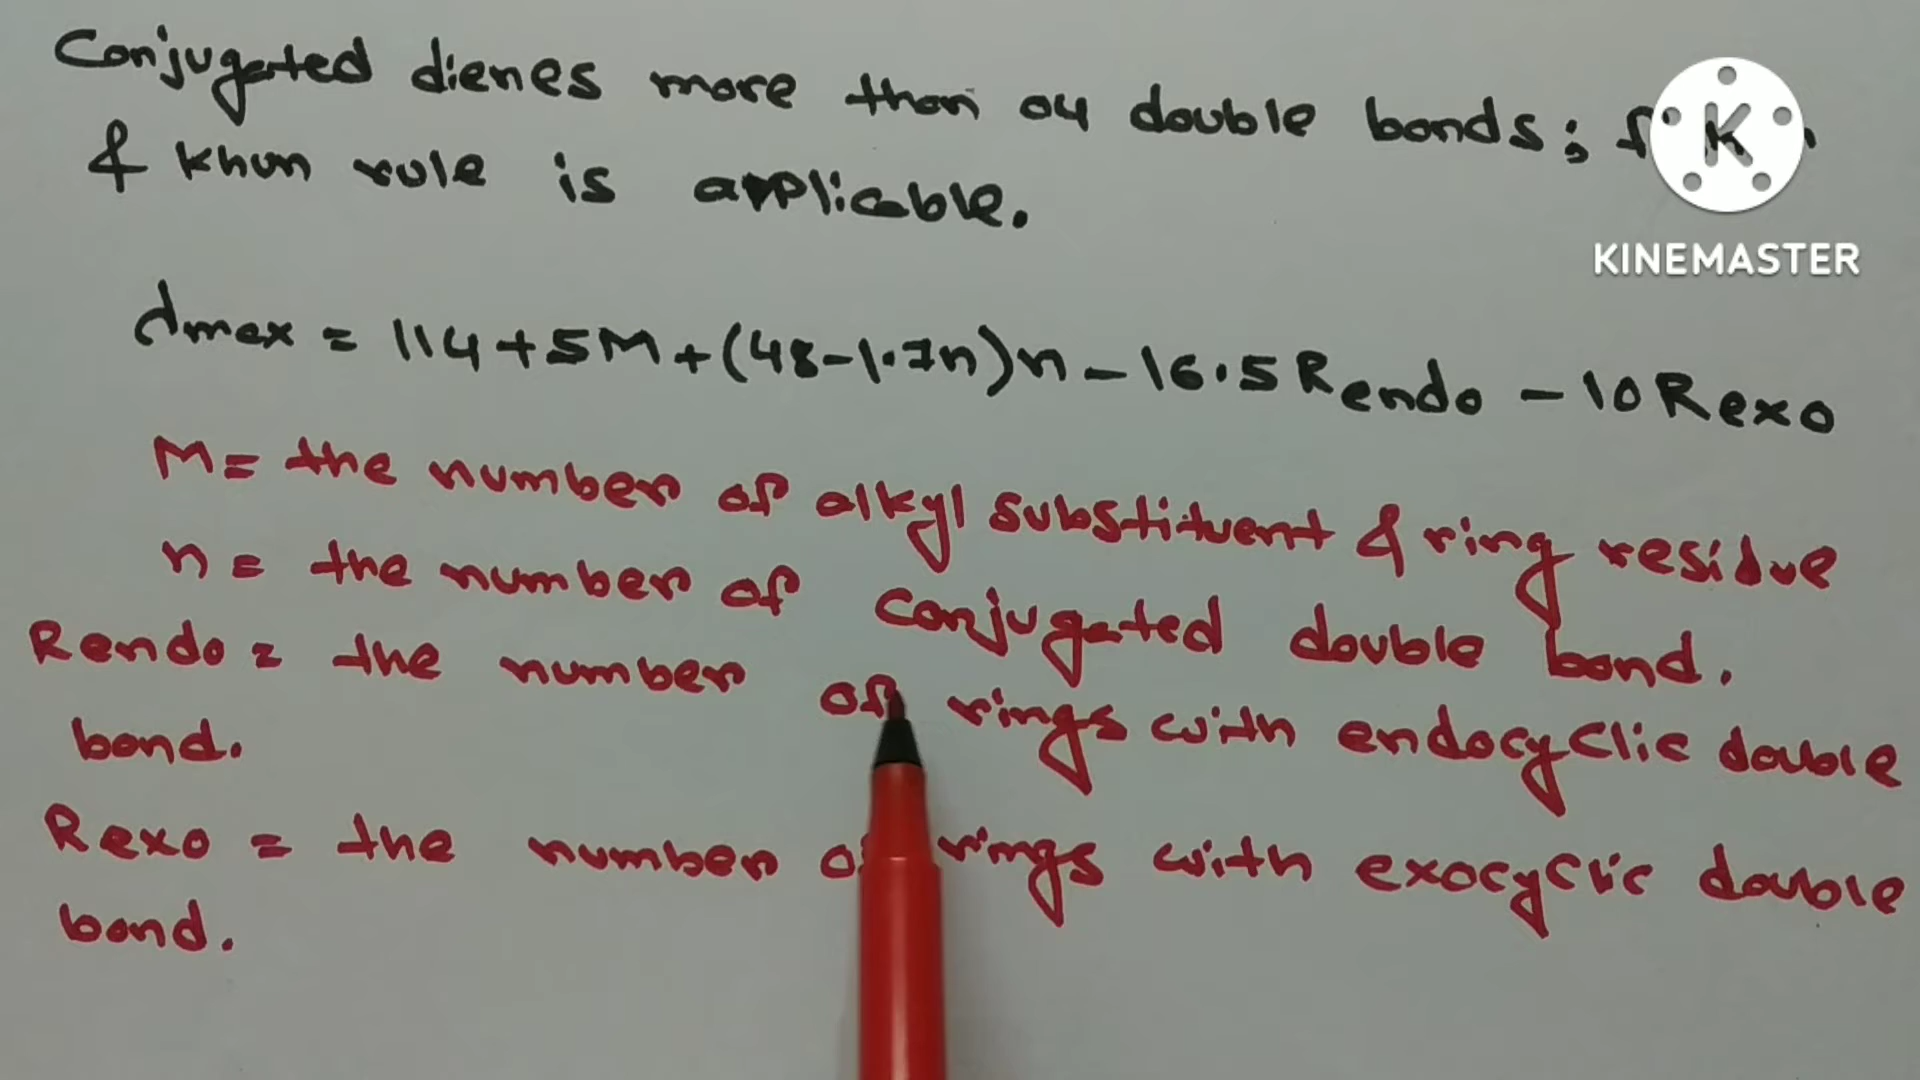 Conjugated dienes more than 04 double bonds;
& Khun rule is applicable.
KINEMASTER
λmax = 114+5M+(48-1.7n)n-16.5Rendo-10Rexo
M= the number of alkyl substituent & ring residue
n= the number of conjugated double bond.
Rendo= the number of rings with endocyclic double
bond.
Rexo = the number of rings with exocyclic double
bond.